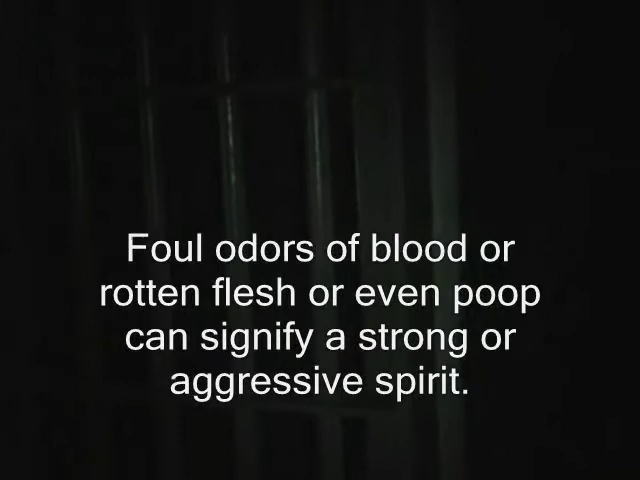 Foul odors of blood or
rotten flesh or even poop
can signify a strong or
aggressive spirit.